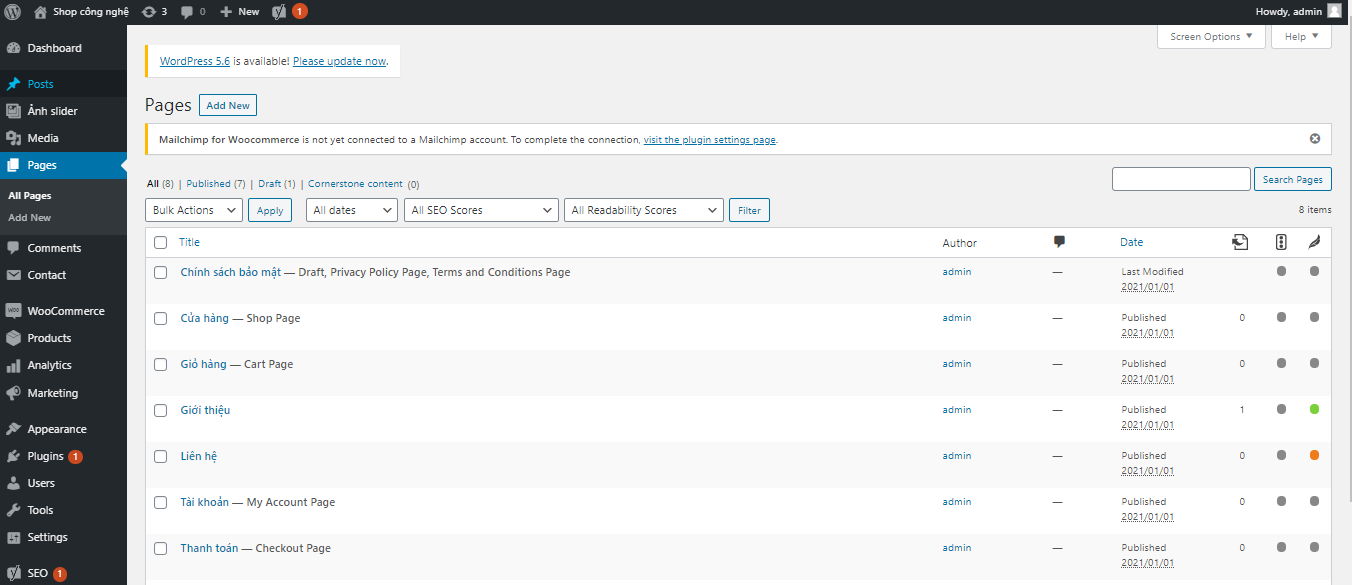 Shop công nghệ 3 0 New 1 Howdy, admin
Dashboard
Posts
Ảnh slider
Media
Pages
All Pages
Add New
Comments
Contact
WooCommerce
Products
Analytics
Marketing
Appearance
Plugins 1
Users
Tools
Settings
SEO 1
Screen Options Help
WordPress 5.6 is available! Please update now.
Pages Add New
Mailchimp for Woocommerce is not yet connected to a Mailchimp account. To complete the connection, visit the plugin settings page.
All (8) | Published (7) | Draft (1) | Cornerstone content (0)
Search Pages
Bulk Actions Apply All dates All SEO Scores All Readability Scores Filter
8 items
Title Author Date
Chính sách bảo mật — Draft, Privacy Policy Page, Terms and Conditions Page admin — Last Modified
2021/01/01
Cửa hàng — Shop Page admin — Published 0
2021/01/01
Giỏ hàng — Cart Page admin — Published 0
2021/01/01
Giới thiệu admin — Published 1
2021/01/01
Liên hệ admin — Published 0
2021/01/01
Tài khoản — My Account Page admin — Published 0
2021/01/01
Thanh toán — Checkout Page admin — Published 0
2021/01/01